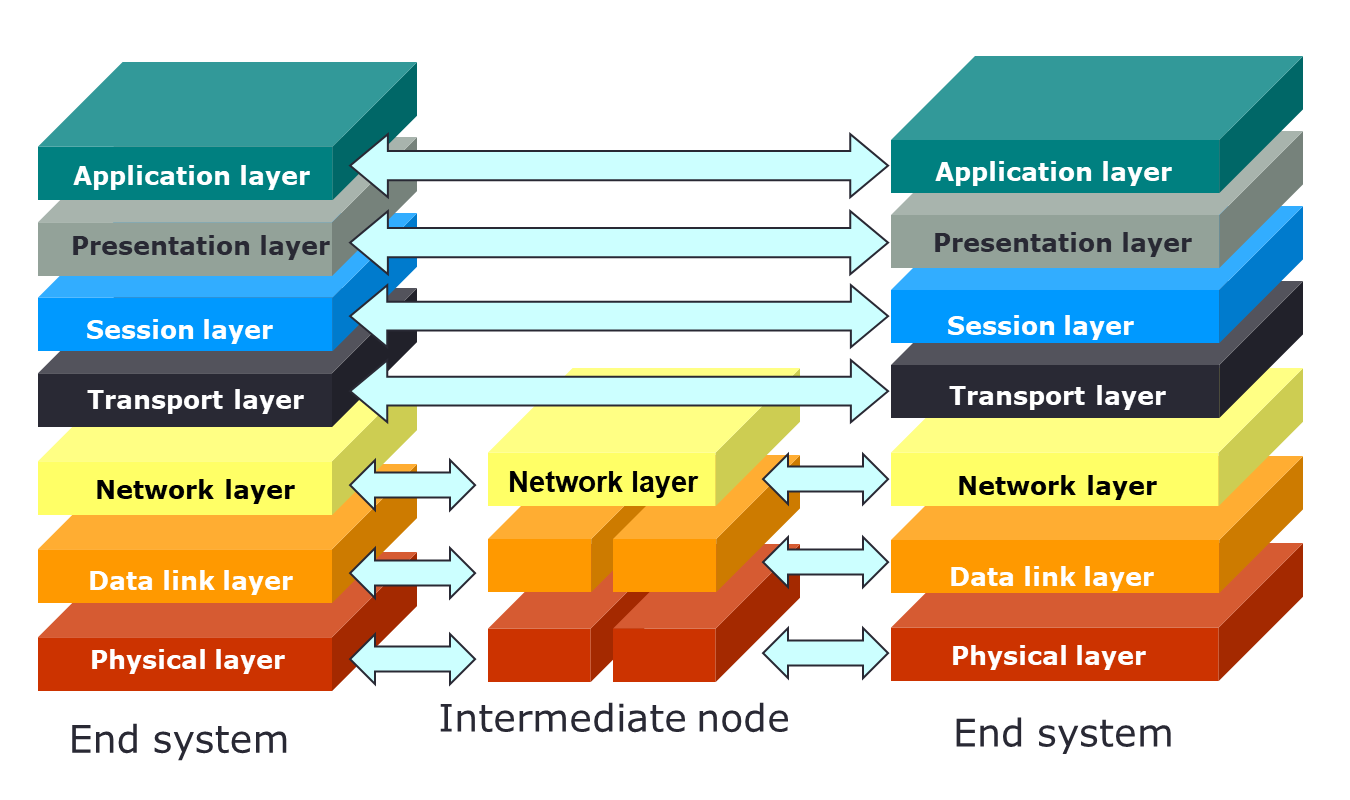 Application layer
Presentation layer
Session layer
Transport layer
Network layer
Data link layer
Physical layer
End system
Network layer
Intermediate node
Application layer
Presentation layer
Session layer
Transport layer
Network layer
Data link layer
Physical layer
End system